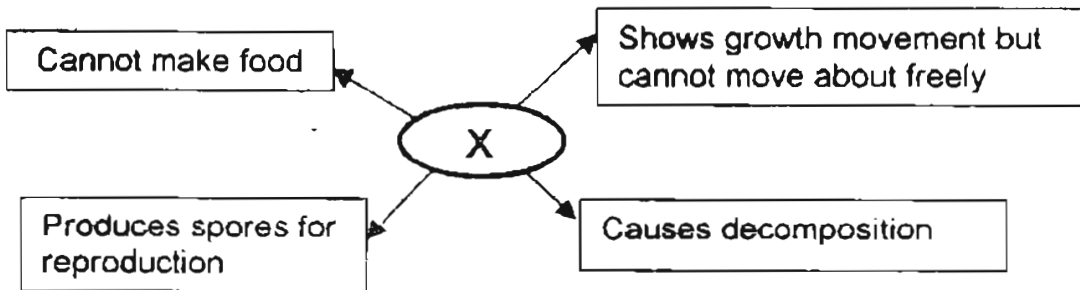 Cannot make food
Shows growth movement but
cannot move about freely
X
Produces spores for
reproduction
Causes decomposition